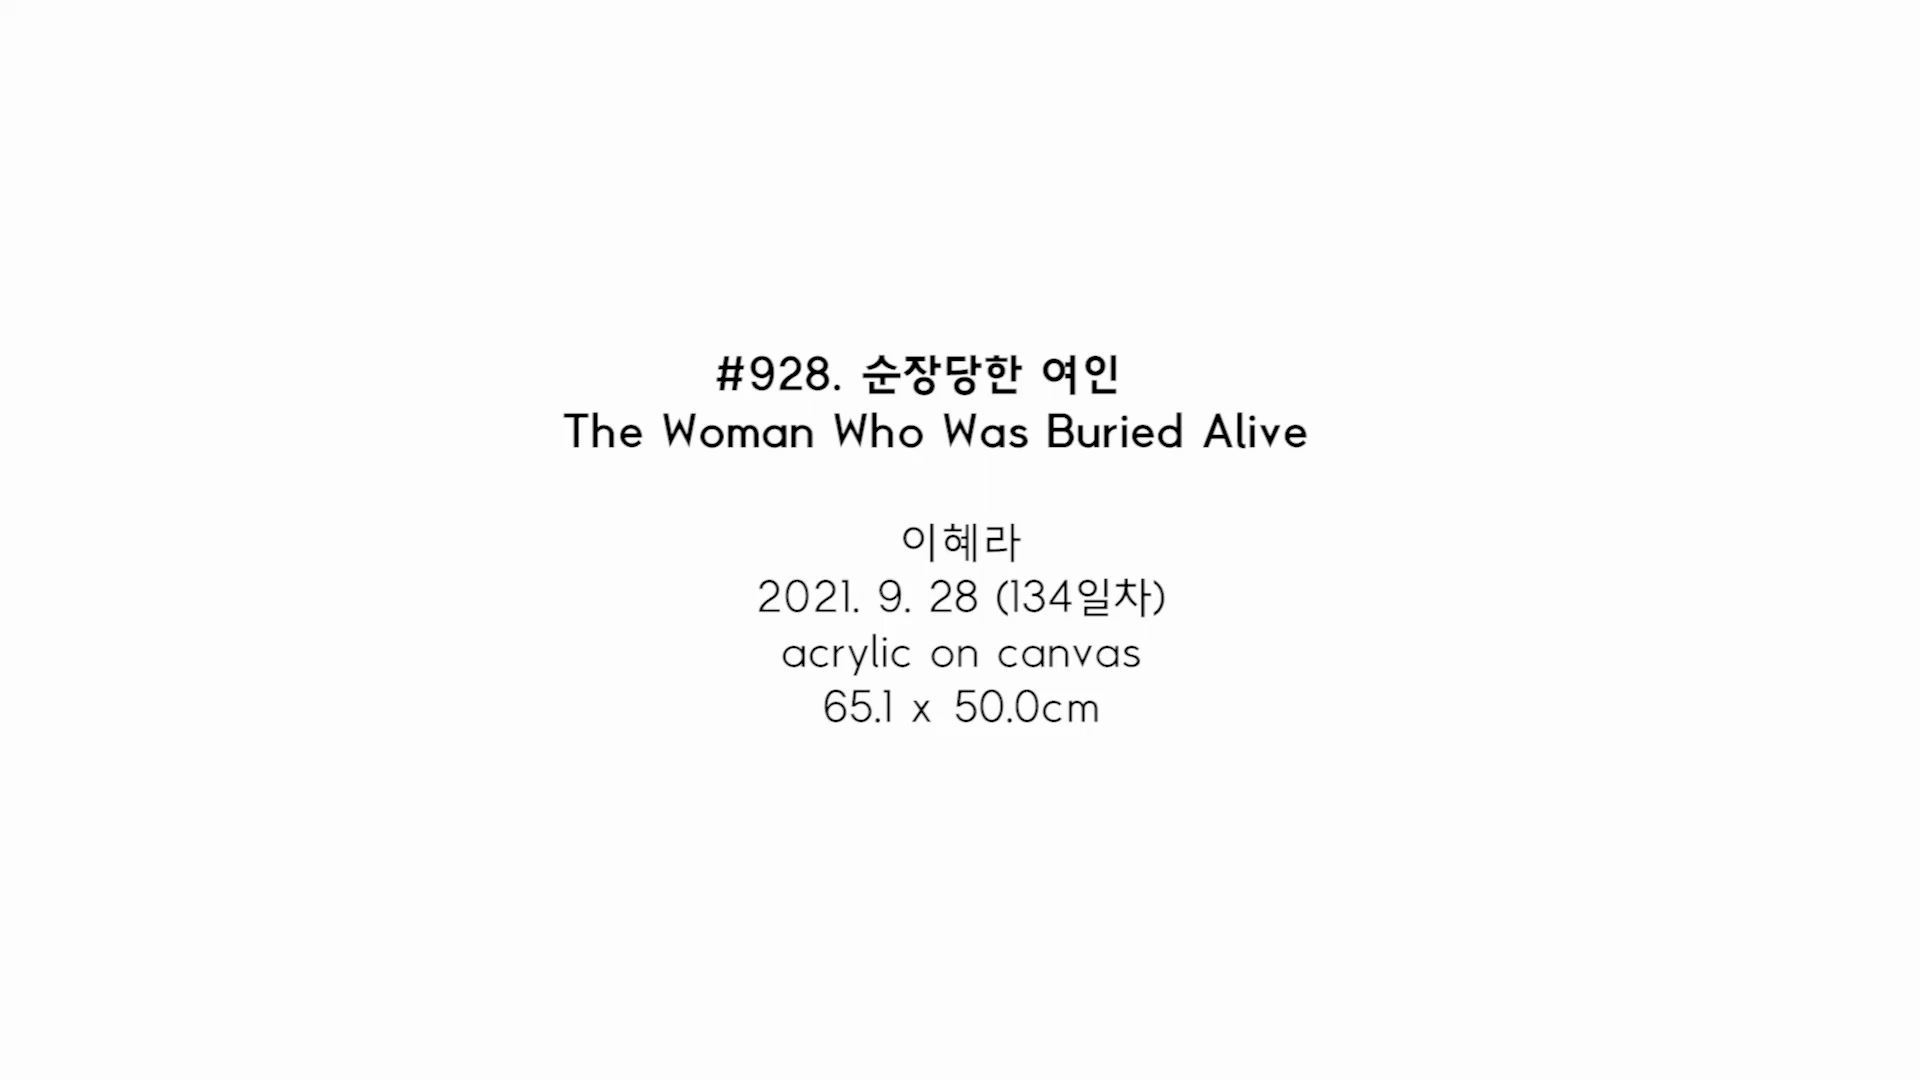 #928. 순장당한 여인
The Woman Who Was Buried Alive
이혜라
2021. 9. 28 (134일차)
acrylic on canvas
65.1 x 50.0cm